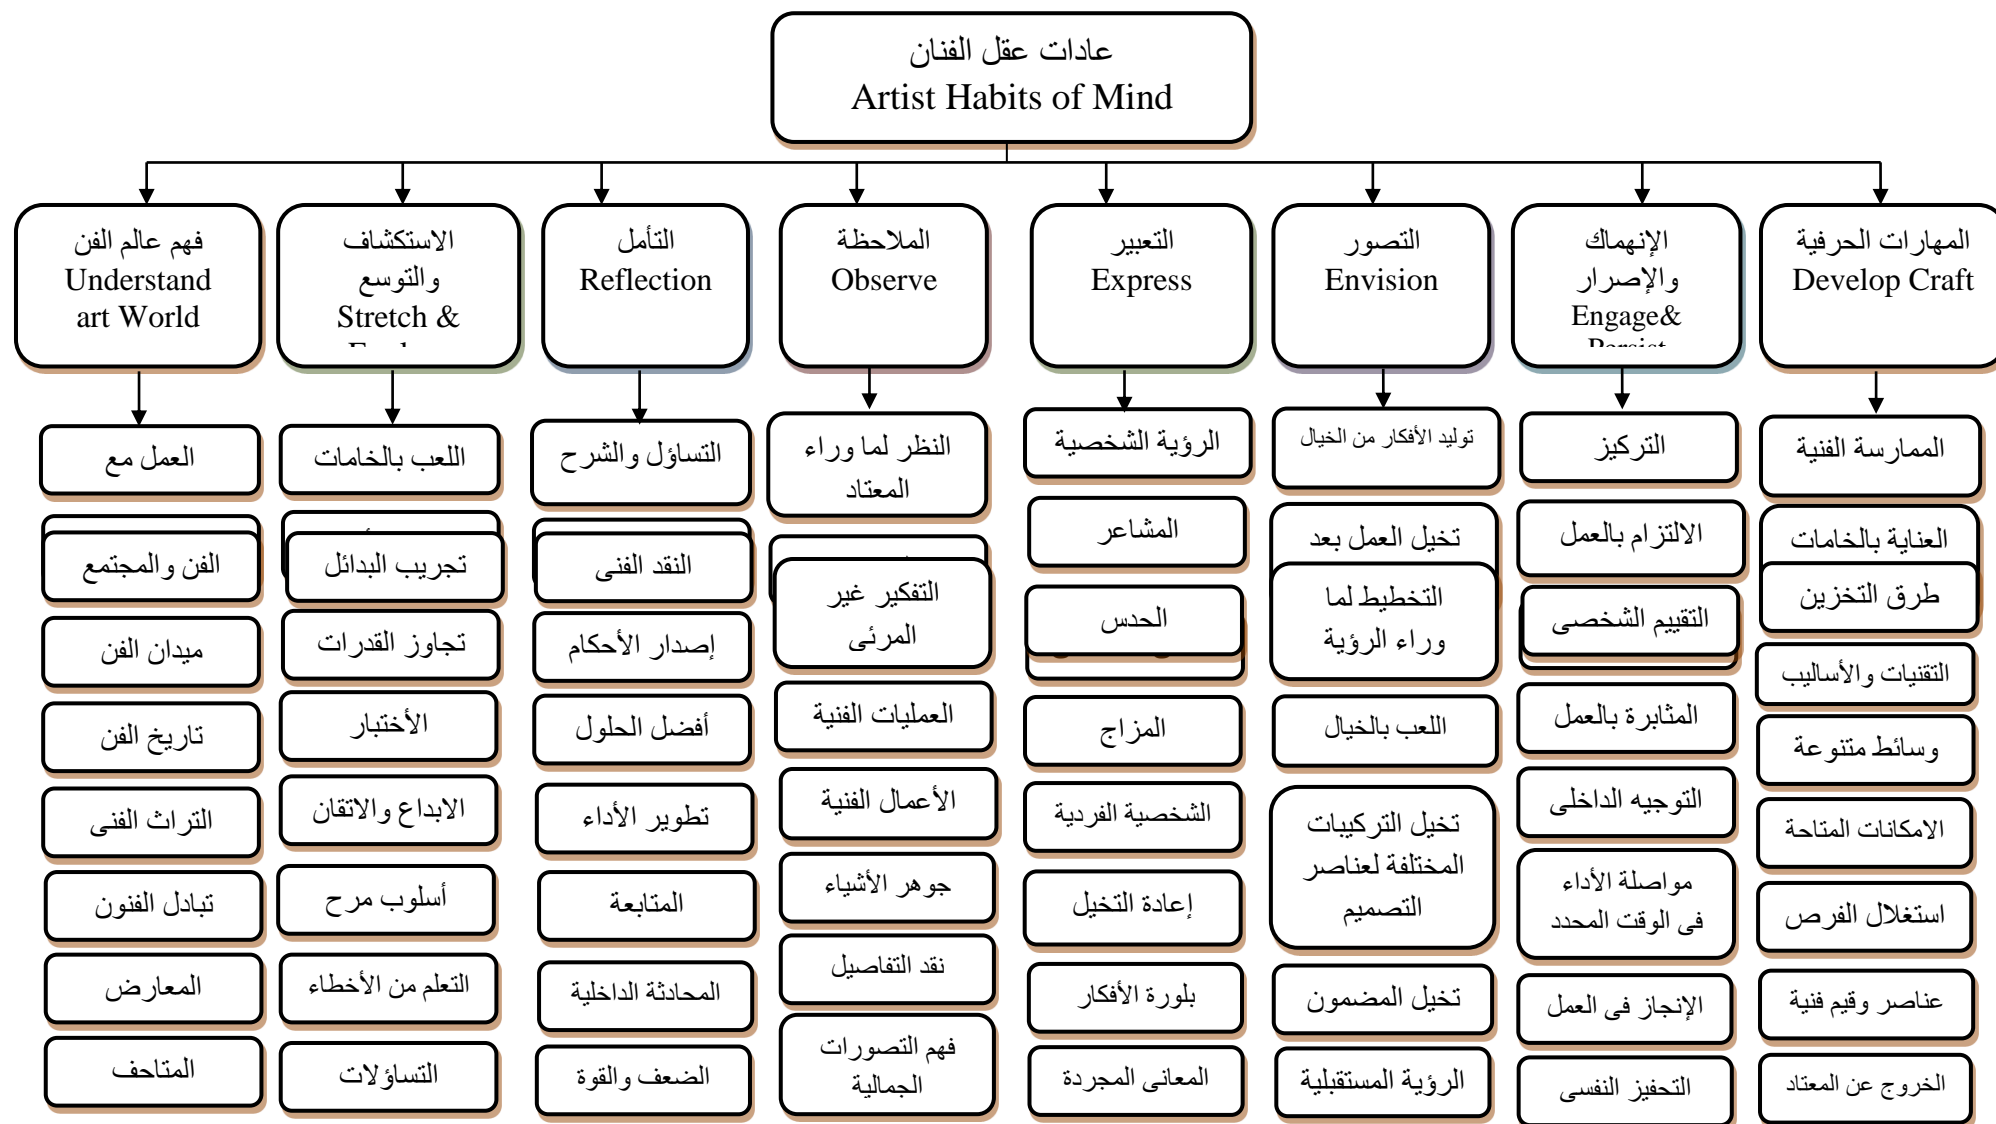 عادات عقل الفنان
Artist Habits of Mind
المهارات الحرفية
Develop Craft
الإنهماك
والإصرار
Engage&
Persist
التصور
Envision
التعبير
Express
الملاحظة
Observe
التأمل
Reflection
الاستكشاف
والتوسع
Stretch &
فهم عالم الفن
Understand
art World
الممارسة الفنية
العناية بالخامات
طرق التخزين
التقنيات والأساليب
وسائط متنوعة
الامكانات المتاحة
استغلال الفرص
عناصر وقيم فنية
الخروج عن المعتاد
التركيز
الالتزام بالعمل
التقييم الشخصى
المثابرة بالعمل
التوجيه الداخلى
مواصلة الأداء
فى الوقت المحدد
الإنجاز فى العمل
التحفيز النفسى
توليد الأفكار من الخيال
تخيل العمل بعد
التخطيط لما
وراء الرؤية
اللعب بالخيال
تخيل التركيبات
المختلفة لعناصر
التصميم
تخيل المضمون
الرؤية المستقبلية
الرؤية الشخصية
المشاعر
الحدس
المزاج
الشخصية الفردية
إعادة التخيل
بلورة الأفكار
المعانى المجردة
النظر لما وراء
المعتاد
التفكير غير
المرئى
العمليات الفنية
الأعمال الفنية
جوهر الأشياء
نقد التفاصيل
فهم التصورات
الجمالية
التساؤل والشرح
النقد الفنى
إصدار الأحكام
أفضل الحلول
تطوير الأداء
المتابعة
المحادثة الداخلية
الضعف والقوة
اللعب بالخامات
تجريب البدائل
تجاوز القدرات
الأختبار
الابداع والاتقان
أسلوب مرح
التعلم من الأخطاء
التساؤلات
العمل مع
الفن والمجتمع
ميدان الفن
تاريخ الفن
التراث الفنى
تبادل الفنون
المعارض
المتاحف